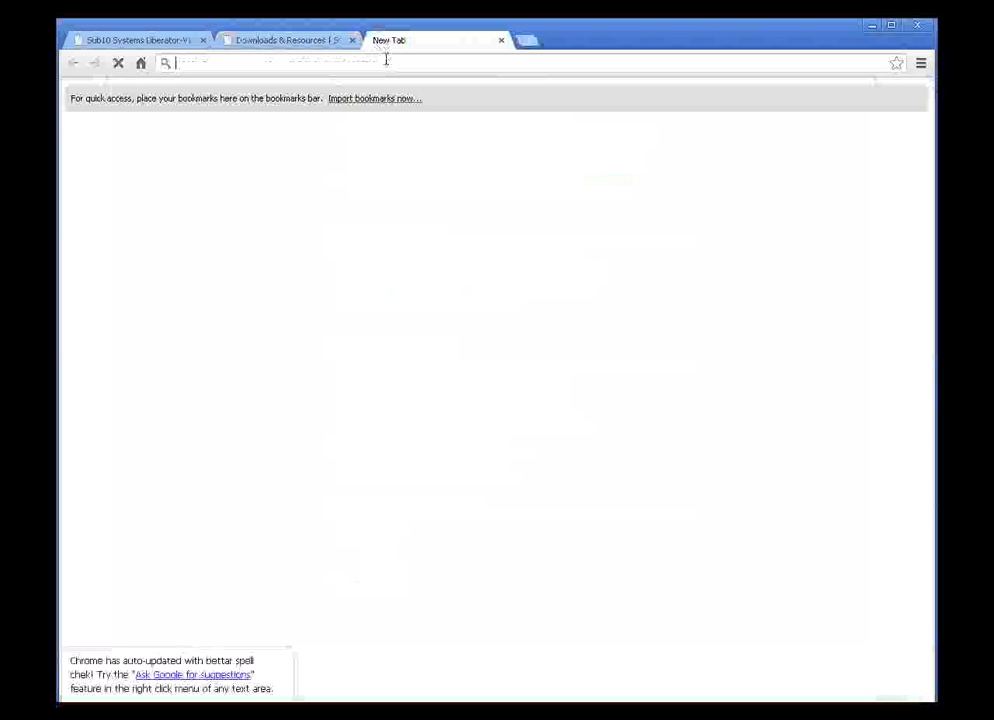 Sub10 Systems Liberator-V
Downloads & Resources | S
New Tab
For quick access, place your bookmarks here on the bookmarks bar. Import bookmarks now...
Chrome has auto-updated with bettar spell
chek! Try the "Ask Google for suggestions"
feature in the right click menu of any text area.